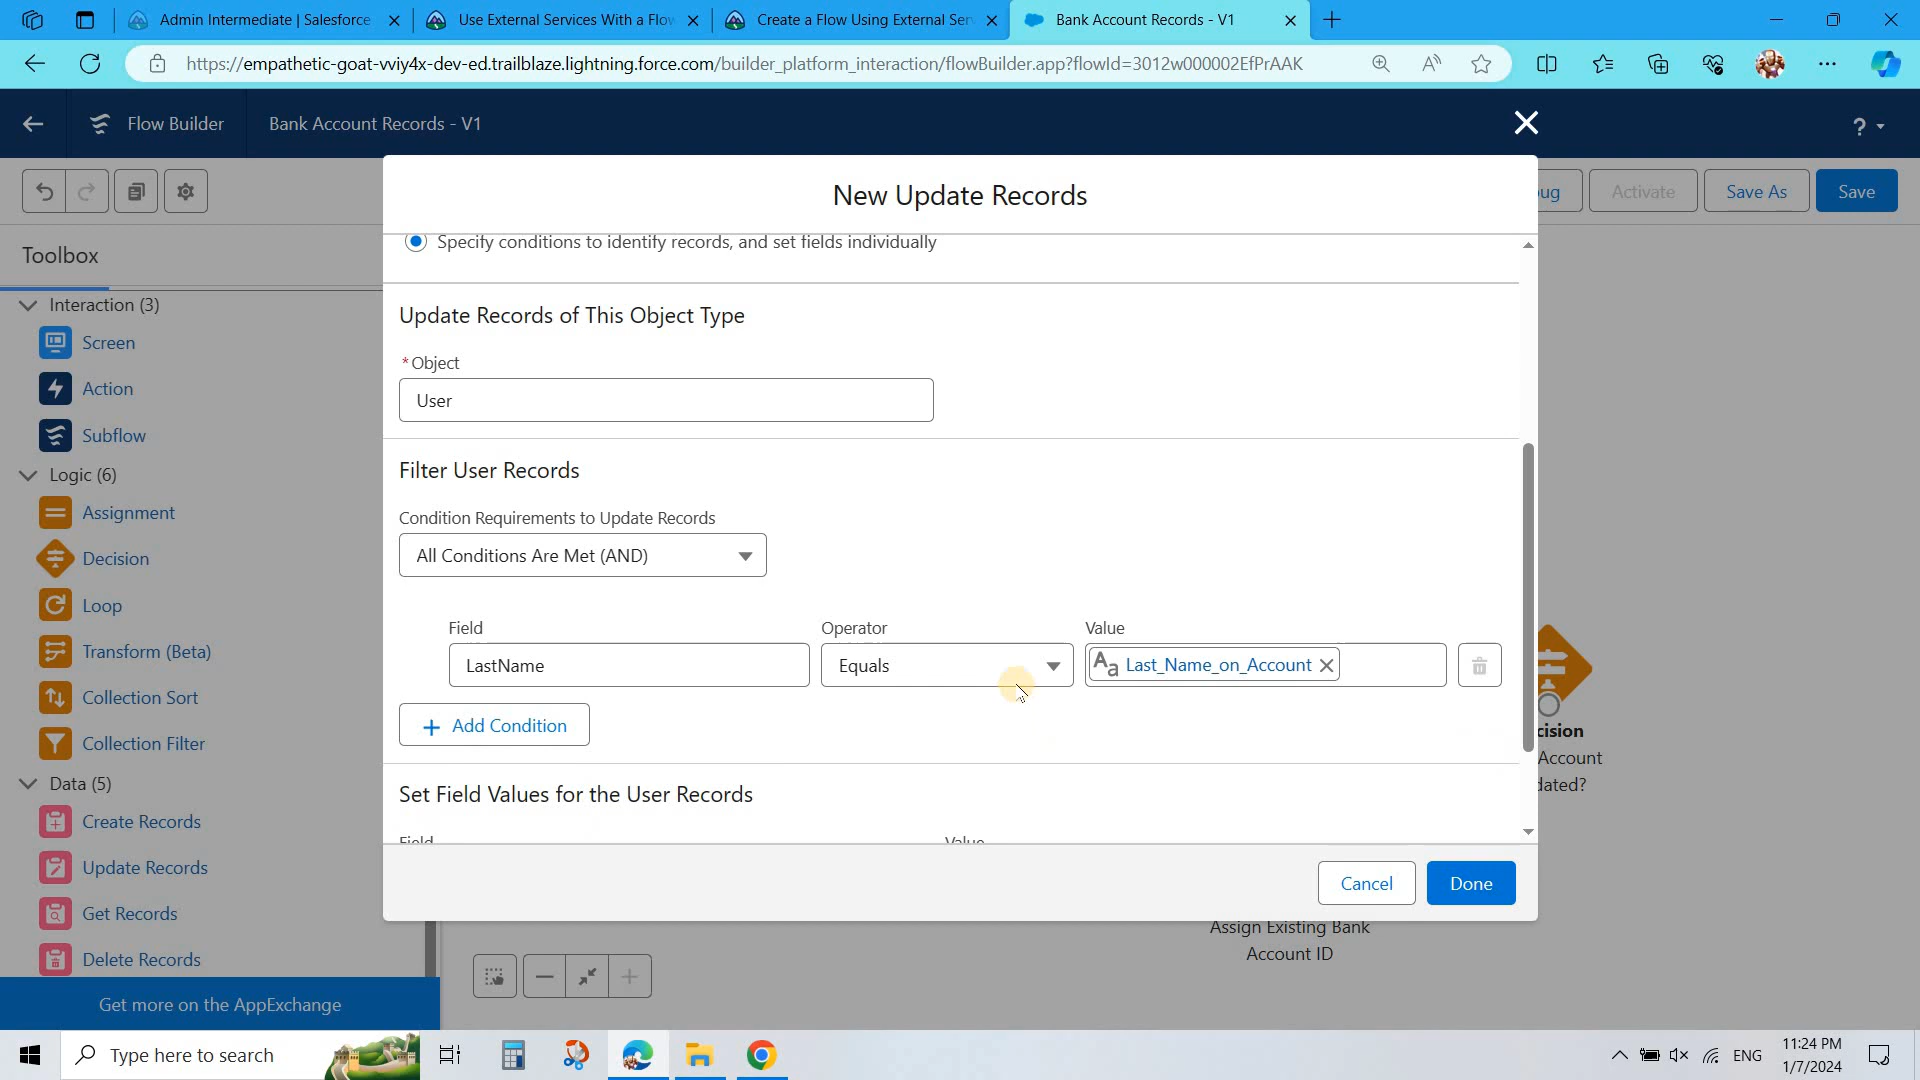 Admin Intermediate | Salesforce
Use External Services With a Flow
Create a Flow Using External Ser
Bank Account Records - V1
https://empathetic-goat-vviy4x-dev-ed.trailblaze.lightning.force.com/builder_platform_interaction/flowBuilder.app?flowId=3012w000002EfPrAAK
Flow Builder
Bank Account Records - V1
?
New Update Records
ug
Activate
Save As
Save
Toolbox
Specify conditions to identify records, and set fields individually
Interaction (3)
Screen
Action
Subflow
Logic (6)
Assignment
Decision
Loop
Transform (Beta)
Collection Sort
Collection Filter
Data (5)
Create Records
Update Records
Get Records
Delete Records
Get more on the AppExchange
Update Records of This Object Type
* Object
User
Filter User Records
Condition Requirements to Update Records
All Conditions Are Met (AND)
Field
Operator
Value
LastName
Equals
Aa Last_Name_on_Account
+ Add Condition
Set Field Values for the User Records
Field
Value
Cancel
Done
cision
Account
dated?
Assign Existing Bank
Account ID
Type here to search
ENG
11:24 PM
1/7/2024